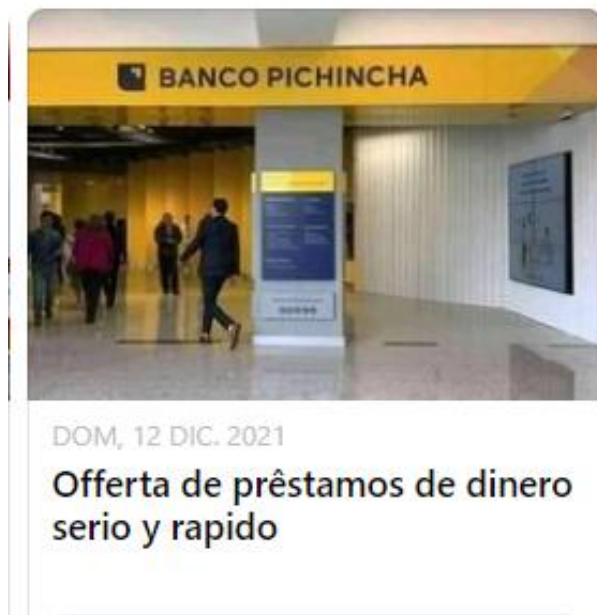 BANCO PICHINCHA
DOM, 12 DIC. 2021
Offerta de prêstamos de dinero
serio y rapido